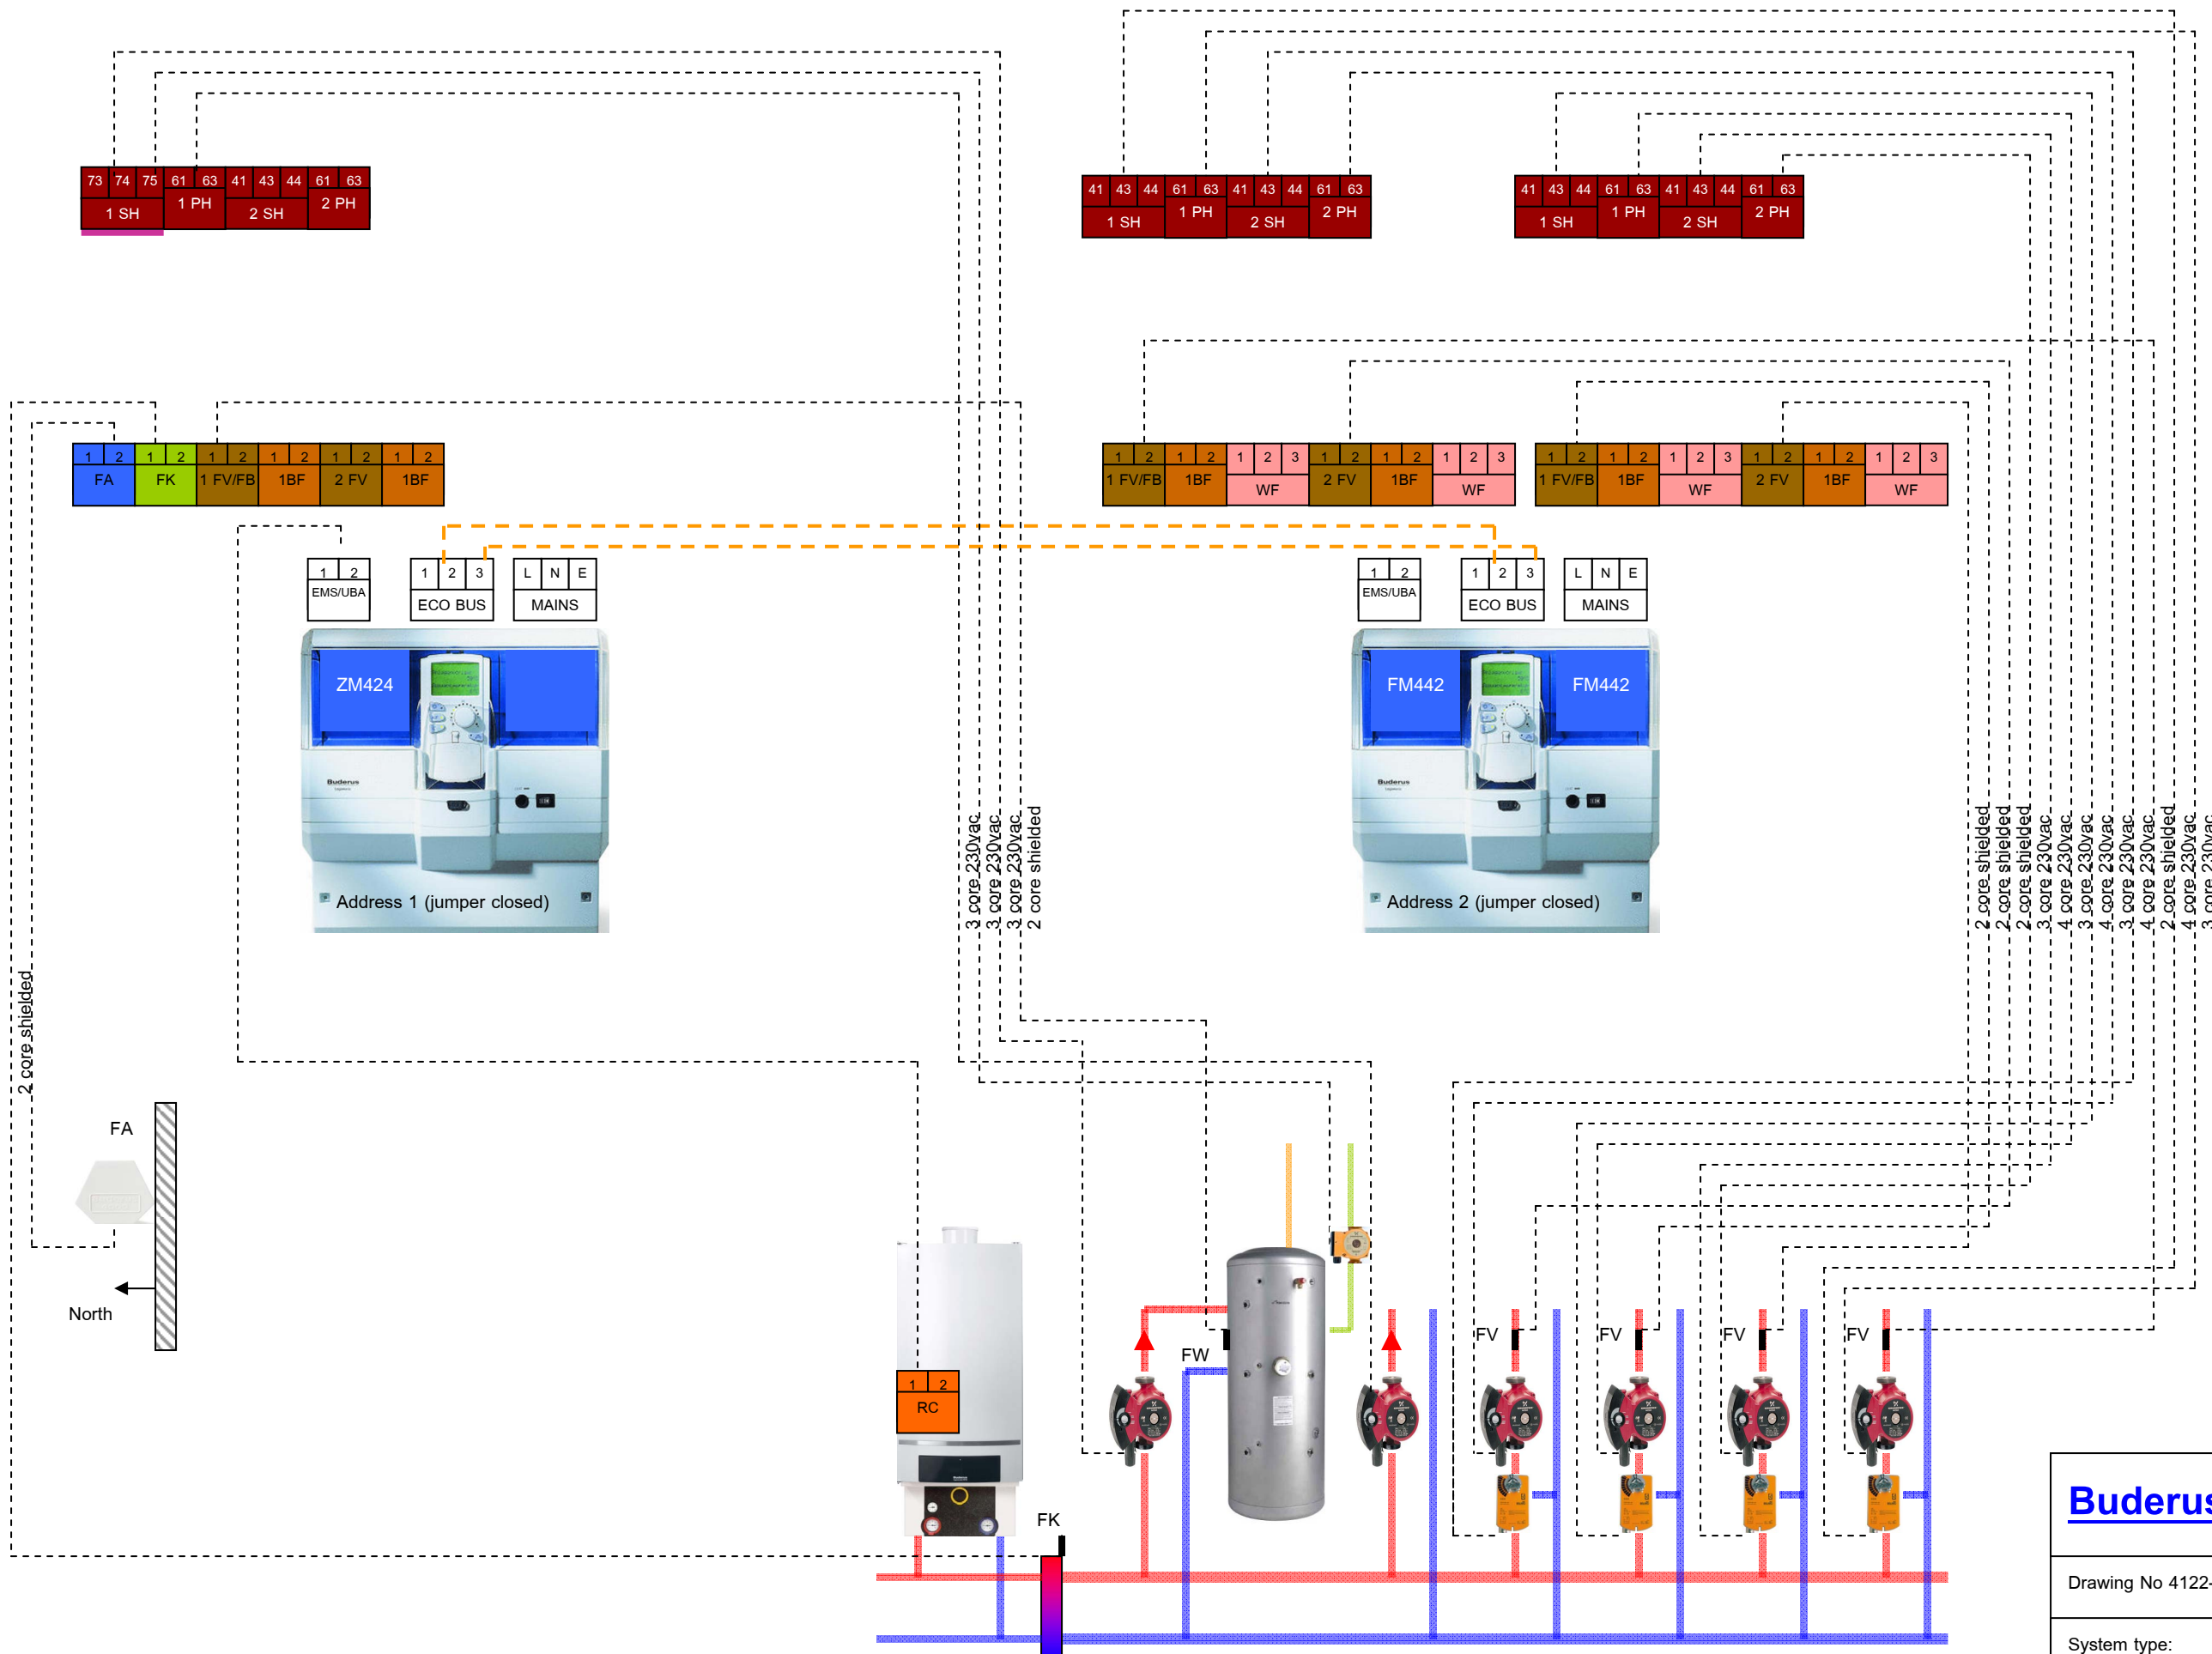 73 74 75 61 63 41 43 44 61 63
1 SH 1 PH 2 SH 2 PH
41 43 44 61 63 41 43 44 61 63
1 SH 1 PH 2 SH 2 PH
41 43 44 61 63 41 43 44 61 63
1 SH 1 PH 2 SH 2 PH
1 2 1 2 1 2 1 2 1 2 1 2
FA FK 1 FV/FB 1BF 2 FV 1BF
1 2 1 2 1 2 3 1 2 1 2 1 2 3
1 FV/FB 1BF WF 2 FV 1BF WF
1 2 1 2 1 2 3 1 2 1 2 1 2 3
1 FV/FB 1BF WF 2 FV 1BF WF
1 2
EMS/UBA
1 2 3
ECO BUS
L N E
MAINS
1 2
EMS/UBA
1 2 3
ECO BUS
L N E
MAINS
ZM424
Buderus
Address 1 (jumper closed)
FM442
FM442
Buderus
Address 2 (jumper closed)
3 core 230vac
3 core 230vac
3 core 230vac
2 core shielded
2 core shielded
2 core shielded
2 core shielded
3 core 230vac
4 core 230vac
3 core 230vac
4 core 230vac
3 core 230vac
4 core 230vac
2 core shielded
4 core 230vac
3 core 230vac
2 core shielded
FA
North
1 2
RC
Buderus
FK
FW
FV
FV
FV
FV
Buderus
Drawing No 4122-
System type: